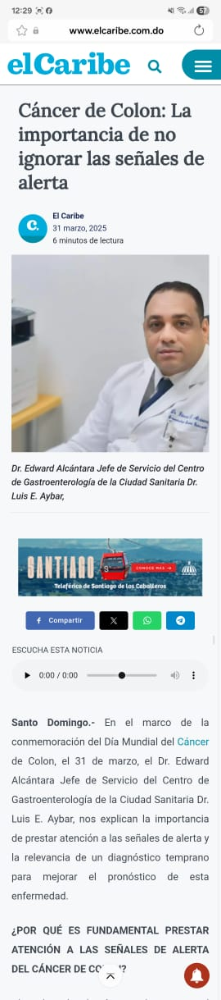 12:29
57
www.elcaribe.com.do
elCaribe
Cáncer de Colon: La
importancia de no
ignorar las señales de
alerta
C.
El Caribe
31 marzo, 2025
6 minutos de lectura
Dr. Edward Alcántara Jefe de Servicio del Centro
de Gastroenterología de la Ciudad Sanitaria Dr.
Luis E. Aybar,
SANTIAGO
CONOCE MÁS
Teleférico de Santiago de los Caballeros
Compartir
ESCUCHA ESTA NOTICIA
0:00 / 0:00
Santo Domingo.- En el marco de la
conmemoración del Día Mundial del Cáncer
de Colon, el 31 de marzo, el Dr. Edward
Alcántara Jefe de Servicio del Centro de
Gastroenterología de la Ciudad Sanitaria Dr.
Luis E. Aybar, nos explican la importancia
de prestar atención a las señales de alerta y
la relevancia de un diagnóstico temprano
para mejorar el pronóstico de esta
enfermedad.
¿POR QUÉ ES FUNDAMENTAL PRESTAR
ATENCIÓN A LAS SEÑALES DE ALERTA
DEL CÁNCER DE